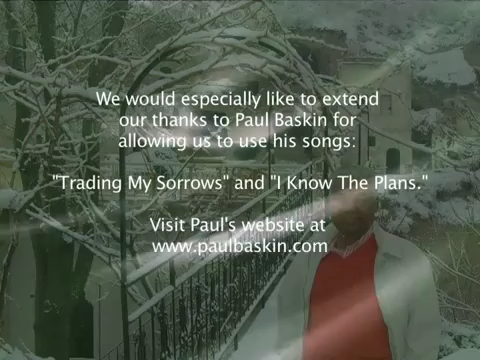 We would especially like to extend
our thanks to Paul Baskin for
allowing us to use his songs:
"Trading My Sorrows" and "I Know The Plans."
Visit Paul's website at
www.paulbaskin.com